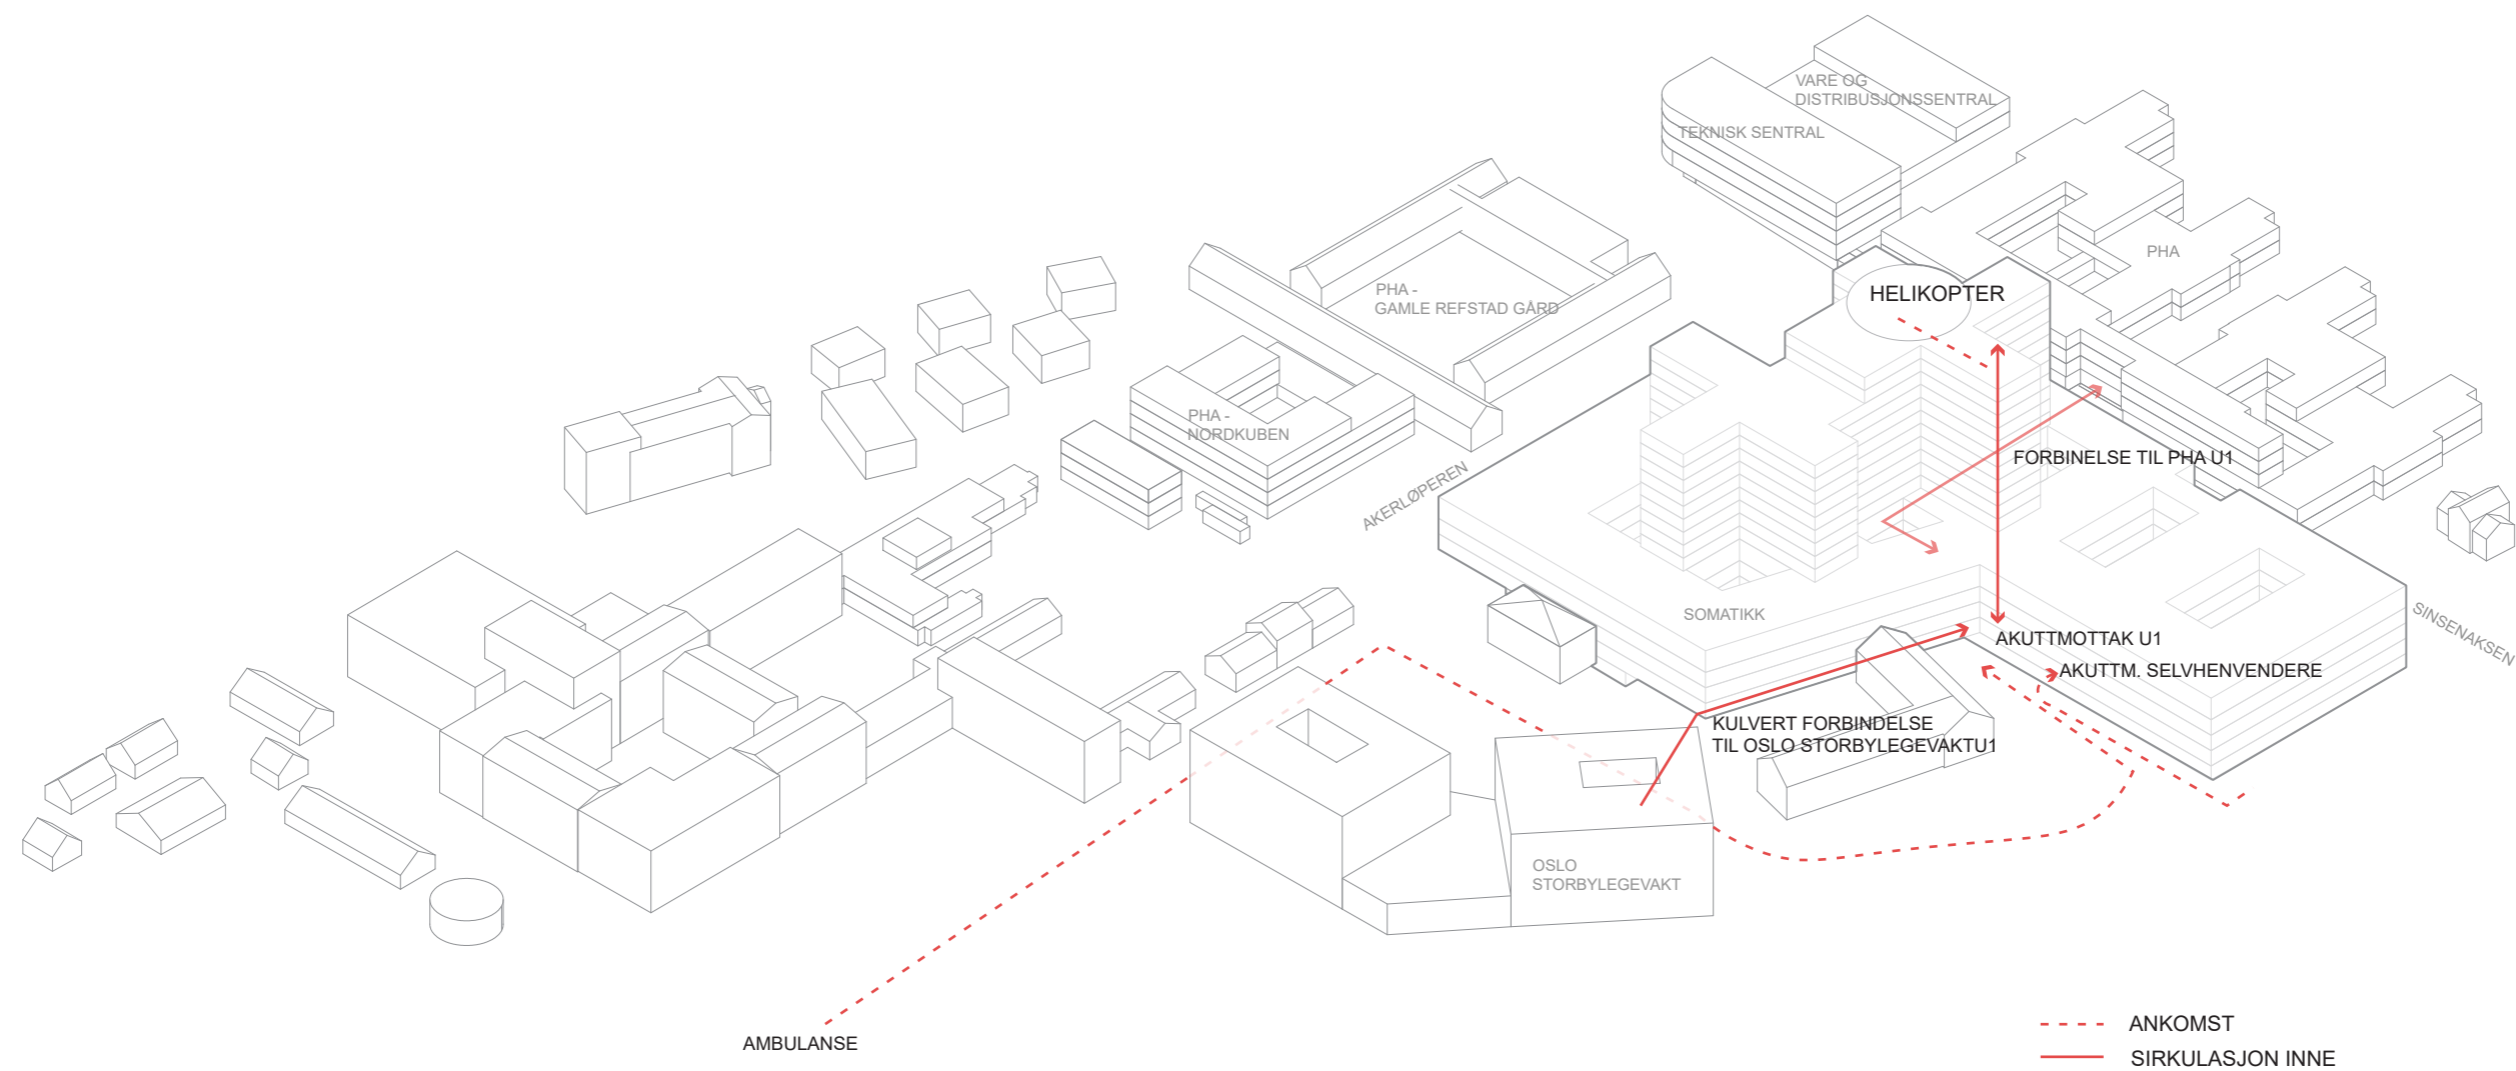 VARE OG
DISTRIBUSJONSSENTRAL
TEKNISK SENTRAL
PHA
HELIKOPTER
PHA -
GAMLE REFSTAD GÅRD
PHA -
NORDKUBEN
FORBINELSE TIL PHA U1
AKERLØPEREN
SOMATIKK
SINSENAKSEN
AKUTTMOTTAK U1
AKUTTM. SELVHENVENDERE
KULVERT FORBINDELSE
TIL OSLO STORBYLEGEVAKTU1
OSLO
STORBYLEGEVAKT
AMBULANSE
ANKOMST
SIRKULASJON INNE